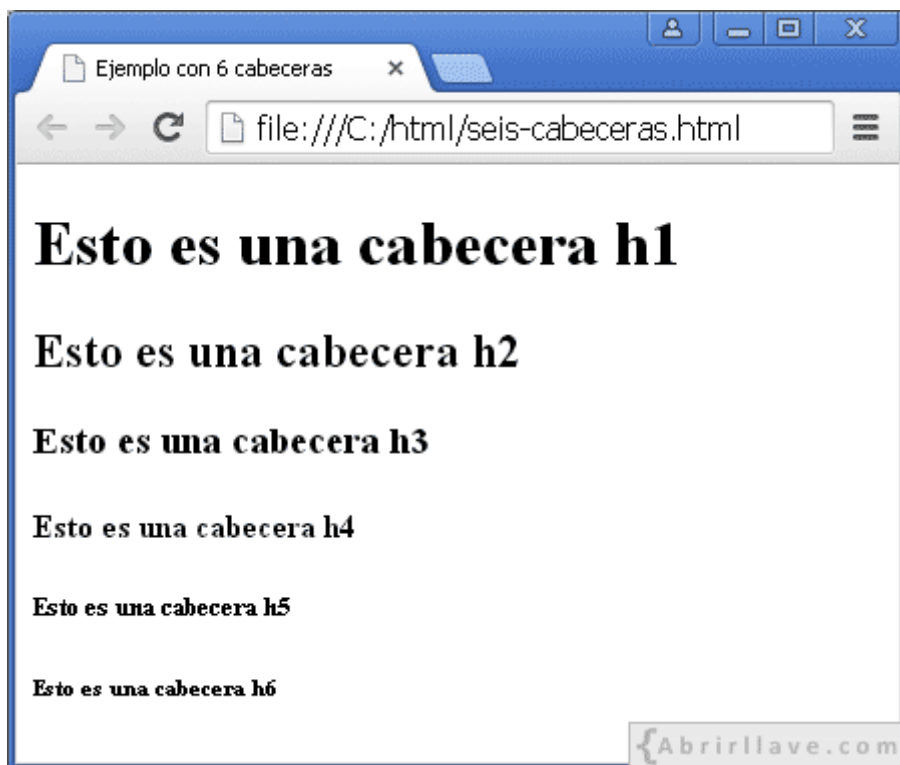 Ejemplo con 6 cabeceras
file:///C:/html/seis-cabeceras.html
Esto es una cabecera h1
Esto es una cabecera h2
Esto es una cabecera h3
Esto es una cabecera h4
Esto es una cabecera h5
Esto es una cabecera h6
{Abrirllave.com